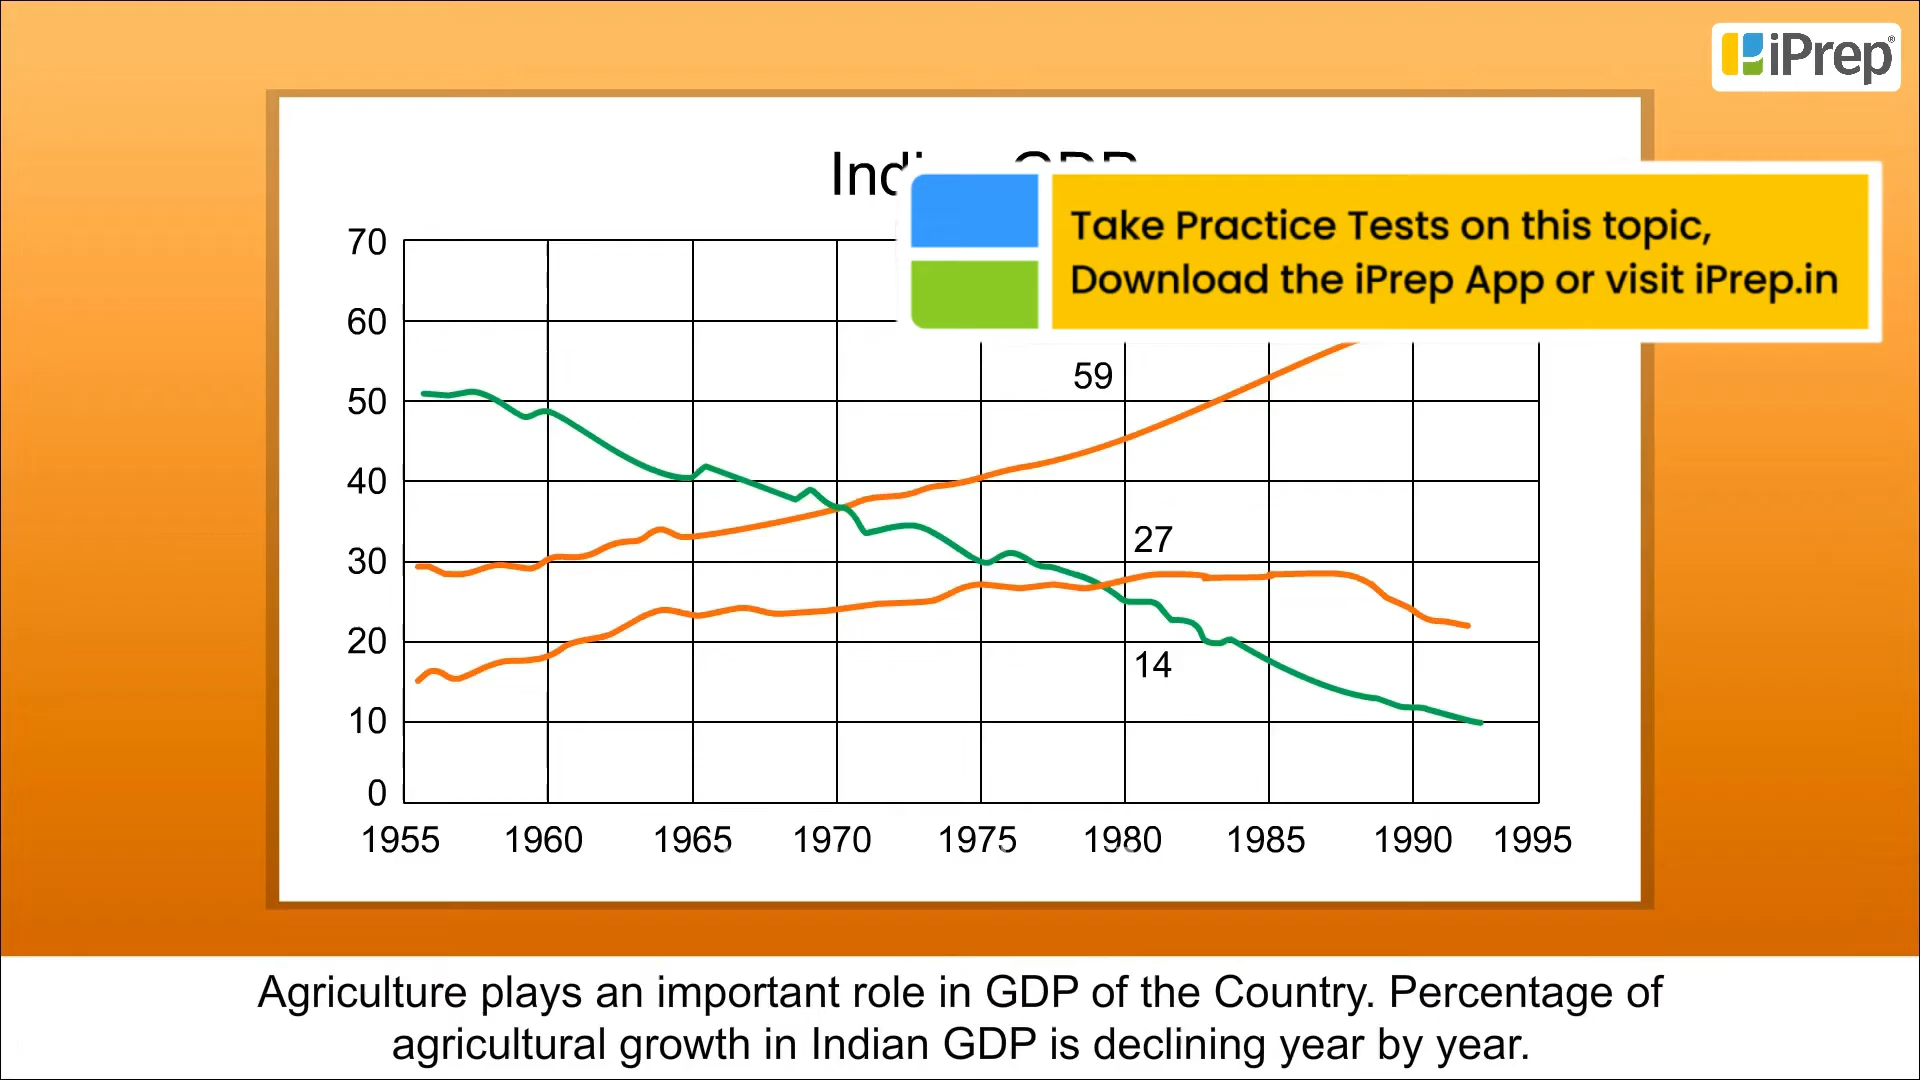 iPrep®
Take Practice Tests on this topic,
Download the iPrep App or visit iPrep.in
70
60
50
40
30
20
10
0
59
27
14
1955 1960 1965 1970 1975 1980 1985 1990 1995
Agriculture plays an important role in GDP of the Country. Percentage of
agricultural growth in Indian GDP is declining year by year.